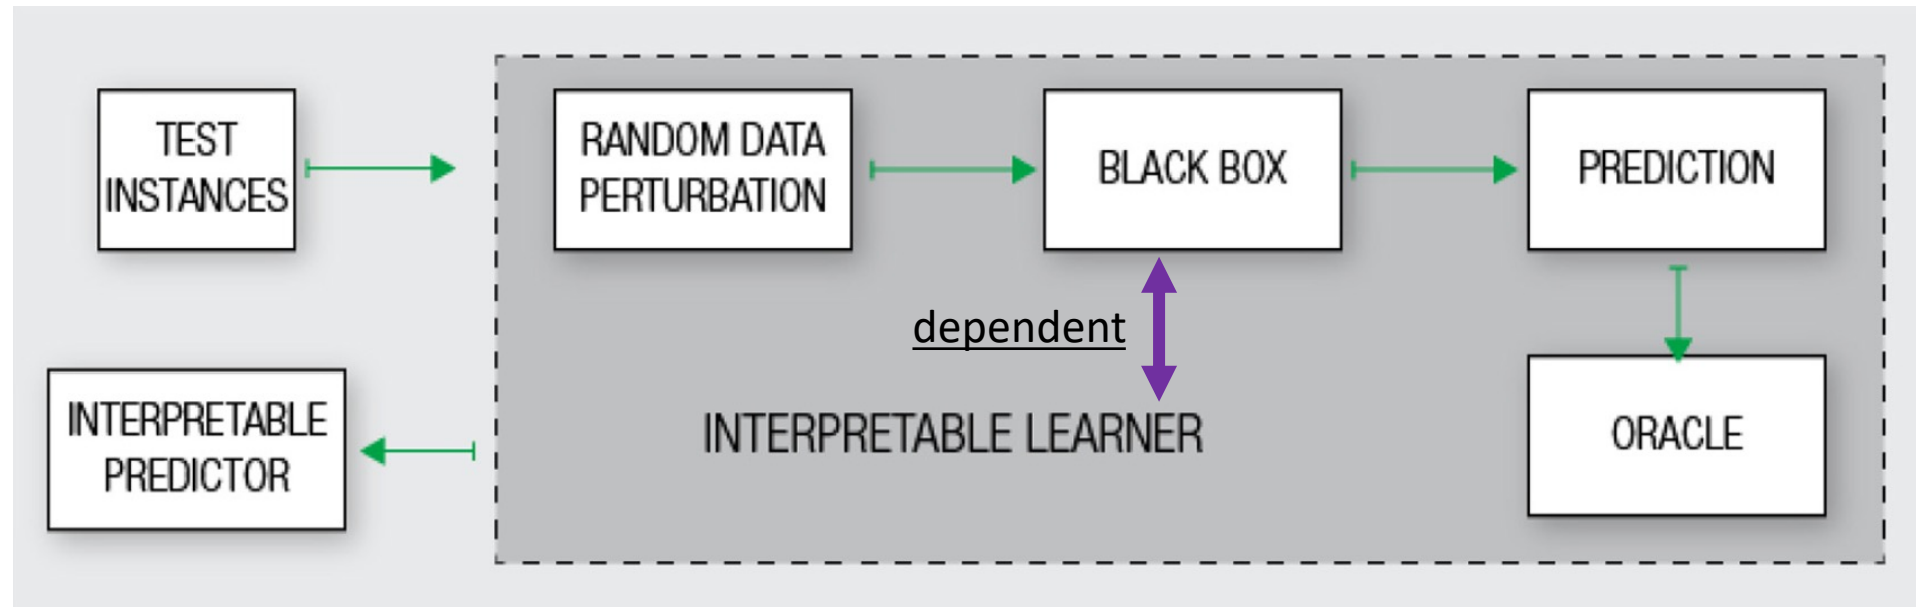 TEST
INSTANCES
RANDOM DATA
PERTURBATION
BLACK BOX
PREDICTION
dependent
INTERPRETABLE
PREDICTOR
INTERPRETABLE LEARNER
ORACLE